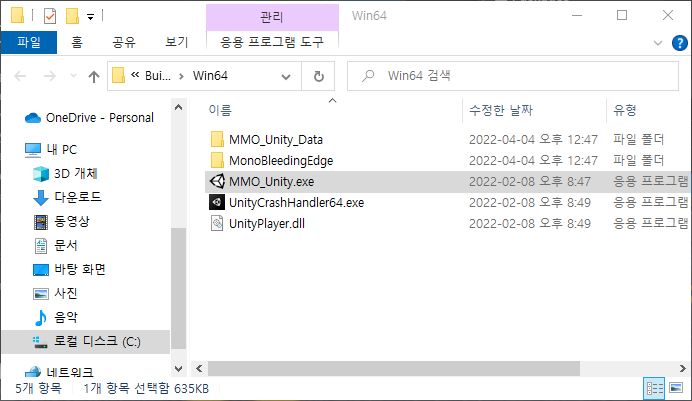 관리
Win64
파일
홈
공유
보기
응용 프로그램 도구
« Bui... > Win64
Win64 검색
이름
수정한 날짜
유형
OneDrive - Personal
내 PC
3D 개체
다운로드
동영상
문서
바탕 화면
사진
음악
로컬 디스크 (C:)
네트워크
MMO_Unity_Data 2022-04-04 오후 12:47 파일 폴더
MonoBleedingEdge 2022-04-04 오후 12:47 파일 폴더
MMO_Unity.exe 2022-02-08 오후 8:47 응용 프로그램
UnityCrashHandler64.exe 2022-02-08 오후 8:49 응용 프로그램
UnityPlayer.dll 2022-02-08 오후 8:49 응용 프로그램
5개 항목 1개 항목 선택함 635KB